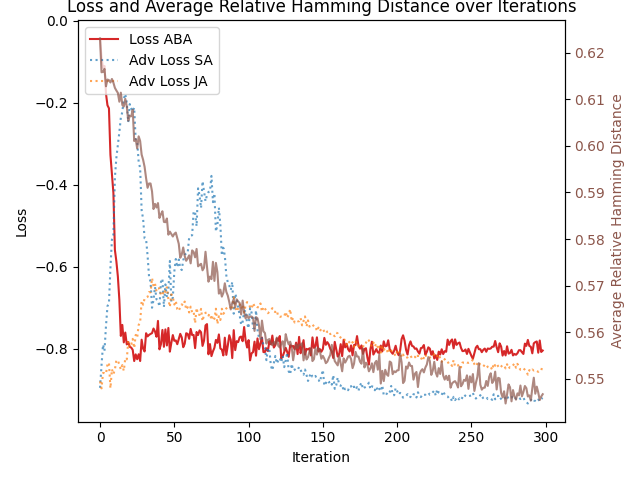 Loss and Average Relative Hamming Distance over Iterations
Loss ABA
Adv Loss SA
Adv Loss JA
0.0
−0.2
−0.4
−0.6
−0.8
Loss
0.62
0.61
0.60
0.59
0.58
0.57
0.56
0.55
Average Relative Hamming Distance
0 50 100 150 200 250 300
Iteration